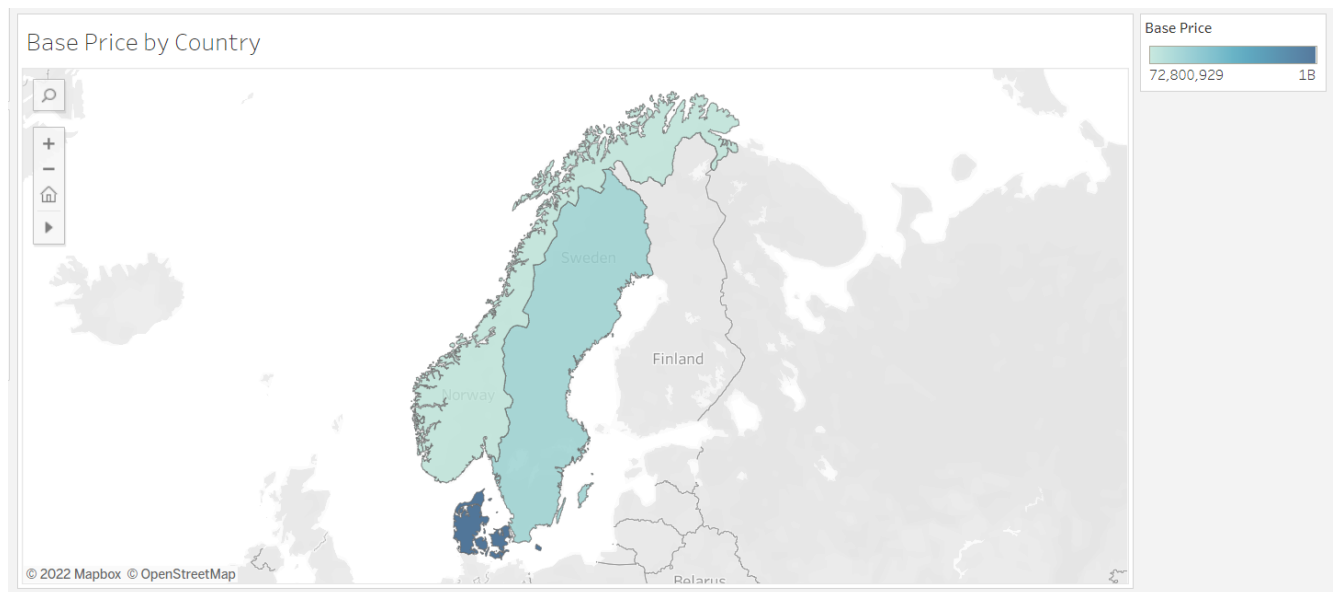 Base Price by Country
Base Price
72,800,929 1B
Sweden
Finland
Norway
Belarus
© 2022 Mapbox © OpenStreetMap